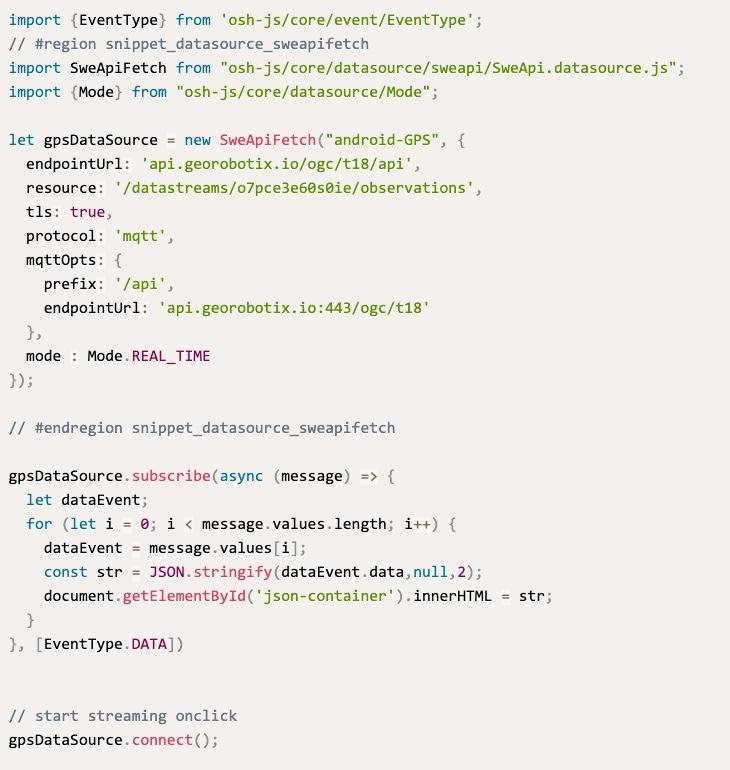 import {EventType} from 'osh-js/core/event/EventType';
// #region snippet_datasource_sweapifetch
import SweApiFetch from "osh-js/core/datasource/sweapi/SweApi.datasource.js";
import {Mode} from "osh-js/core/datasource/Mode";

let gpsDataSource = new SweApiFetch("android-GPS", {
  endpointUrl: 'api.georobotix.io/ogc/t18/api',
  resource: '/datastreams/o7pce3e60s0ie/observations',
  tls: true,
  protocol: 'mqtt',
  mqttOpts: {
    prefix: '/api',
    endpointUrl: 'api.georobotix.io:443/ogc/t18'
  },
  mode : Mode.REAL_TIME
});

// #endregion snippet_datasource_sweapifetch

gpsDataSource.subscribe(async (message) => {
  let dataEvent;
  for (let i = 0; i < message.values.length; i++) {
    dataEvent = message.values[i];
    const str = JSON.stringify(dataEvent.data,null,2);
    document.getElementById('json-container').innerHTML = str;
  }
}, [EventType.DATA])


// start streaming onclick
gpsDataSource.connect();